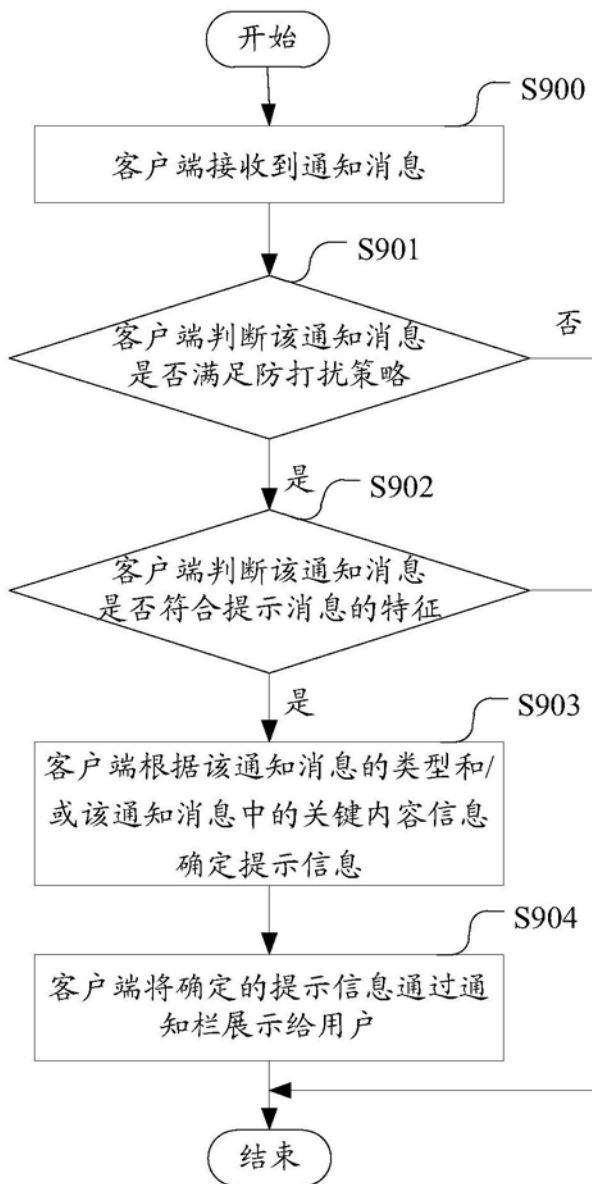 开始
S900
客户端接收到通知消息
S901
客户端判断该通知消息
是否满足防打扰策略
否
是
S902
客户端判断该通知消息
是否符合提示消息的特征
是
S903
客户端根据该通知消息的类型和/
或该通知消息中的关键内容信息
确定提示信息
S904
客户端将确定的提示信息通过通
知栏展示给用户
结束